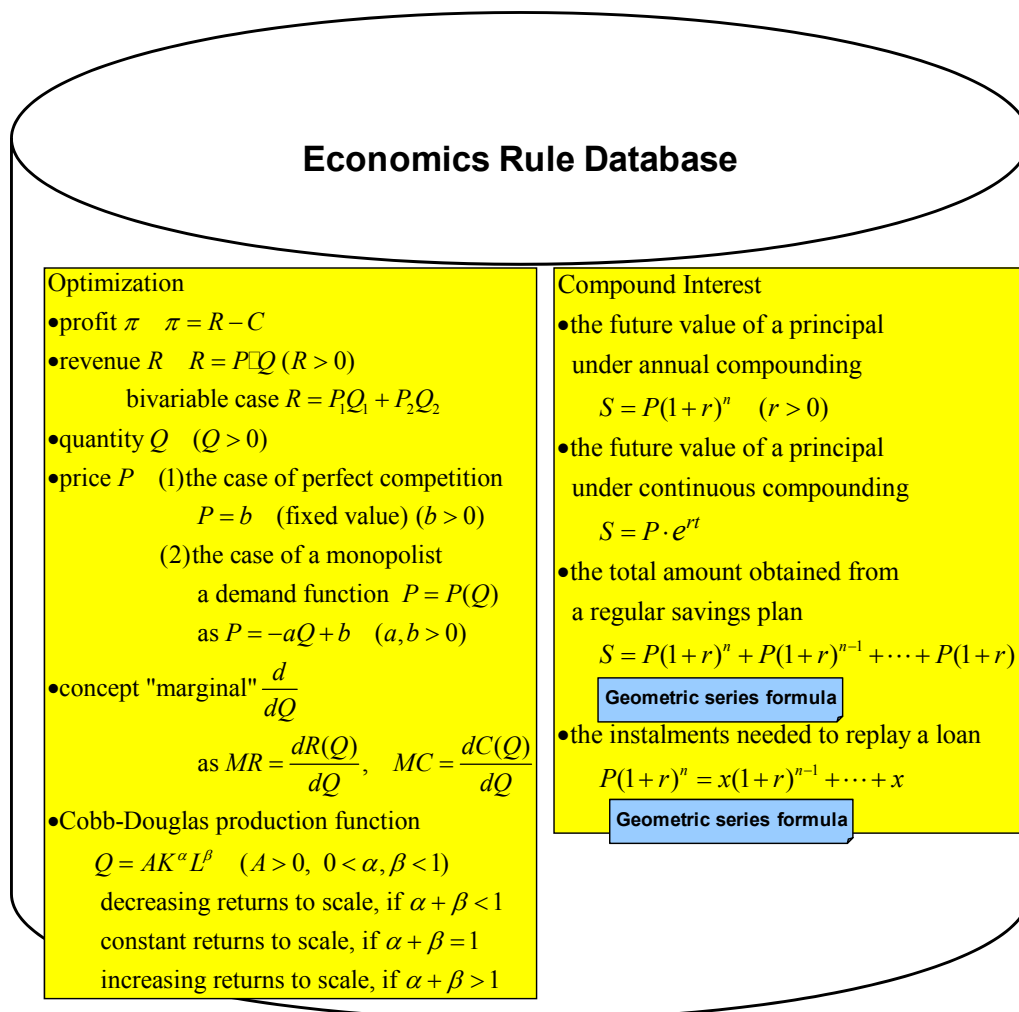 Economics Rule Database
Optimization
•profit π   π = R − C
•revenue R   R = P□Q (R > 0)
bivariable case R = P₁Q₁ + P₂Q₂
•quantity Q   (Q > 0)
•price P   (1)the case of perfect competition
P = b   (fixed value) (b > 0)
(2)the case of a monopolist
a demand function  P = P(Q)
as P = −aQ + b   (a, b > 0)
•concept "marginal" d/dQ
as MR = dR(Q)/dQ,   MC = dC(Q)/dQ
•Cobb-Douglas production function
Q = AK^α L^β   (A > 0,  0 < α, β < 1)
decreasing returns to scale, if α + β < 1
constant returns to scale, if α + β = 1
increasing returns to scale, if α + β > 1
Compound Interest
•the future value of a principal
under annual compounding
S = P(1 + r)^n   (r > 0)
•the future value of a principal
under continuous compounding
S = P · e^{rt}
•the total amount obtained from
a regular savings plan
S = P(1 + r)^n + P(1 + r)^{n−1} + ⋯ + P(1 + r)
Geometric series formula
•the instalments needed to replay a loan
P(1 + r)^n = x(1 + r)^{n−1} + ⋯ + x
Geometric series formula